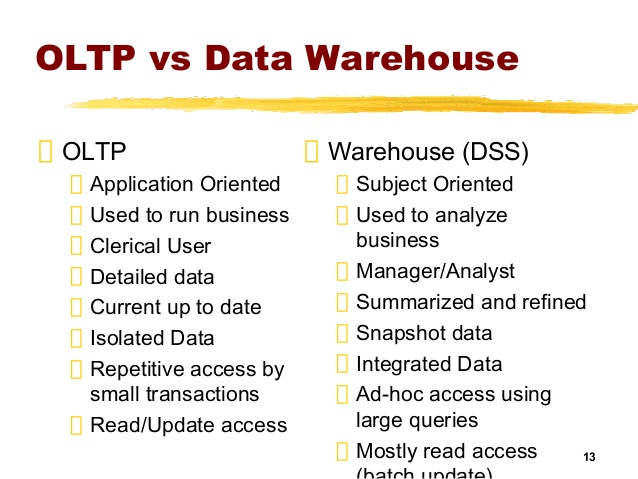 OLTP vs Data Warehouse
OLTP
Application Oriented
Used to run business
Clerical User
Detailed data
Current up to date
Isolated Data
Repetitive access by
small transactions
Read/Update access
Warehouse (DSS)
Subject Oriented
Used to analyze
business
Manager/Analyst
Summarized and refined
Snapshot data
Integrated Data
Ad-hoc access using
large queries
Mostly read access
(batch update)
13